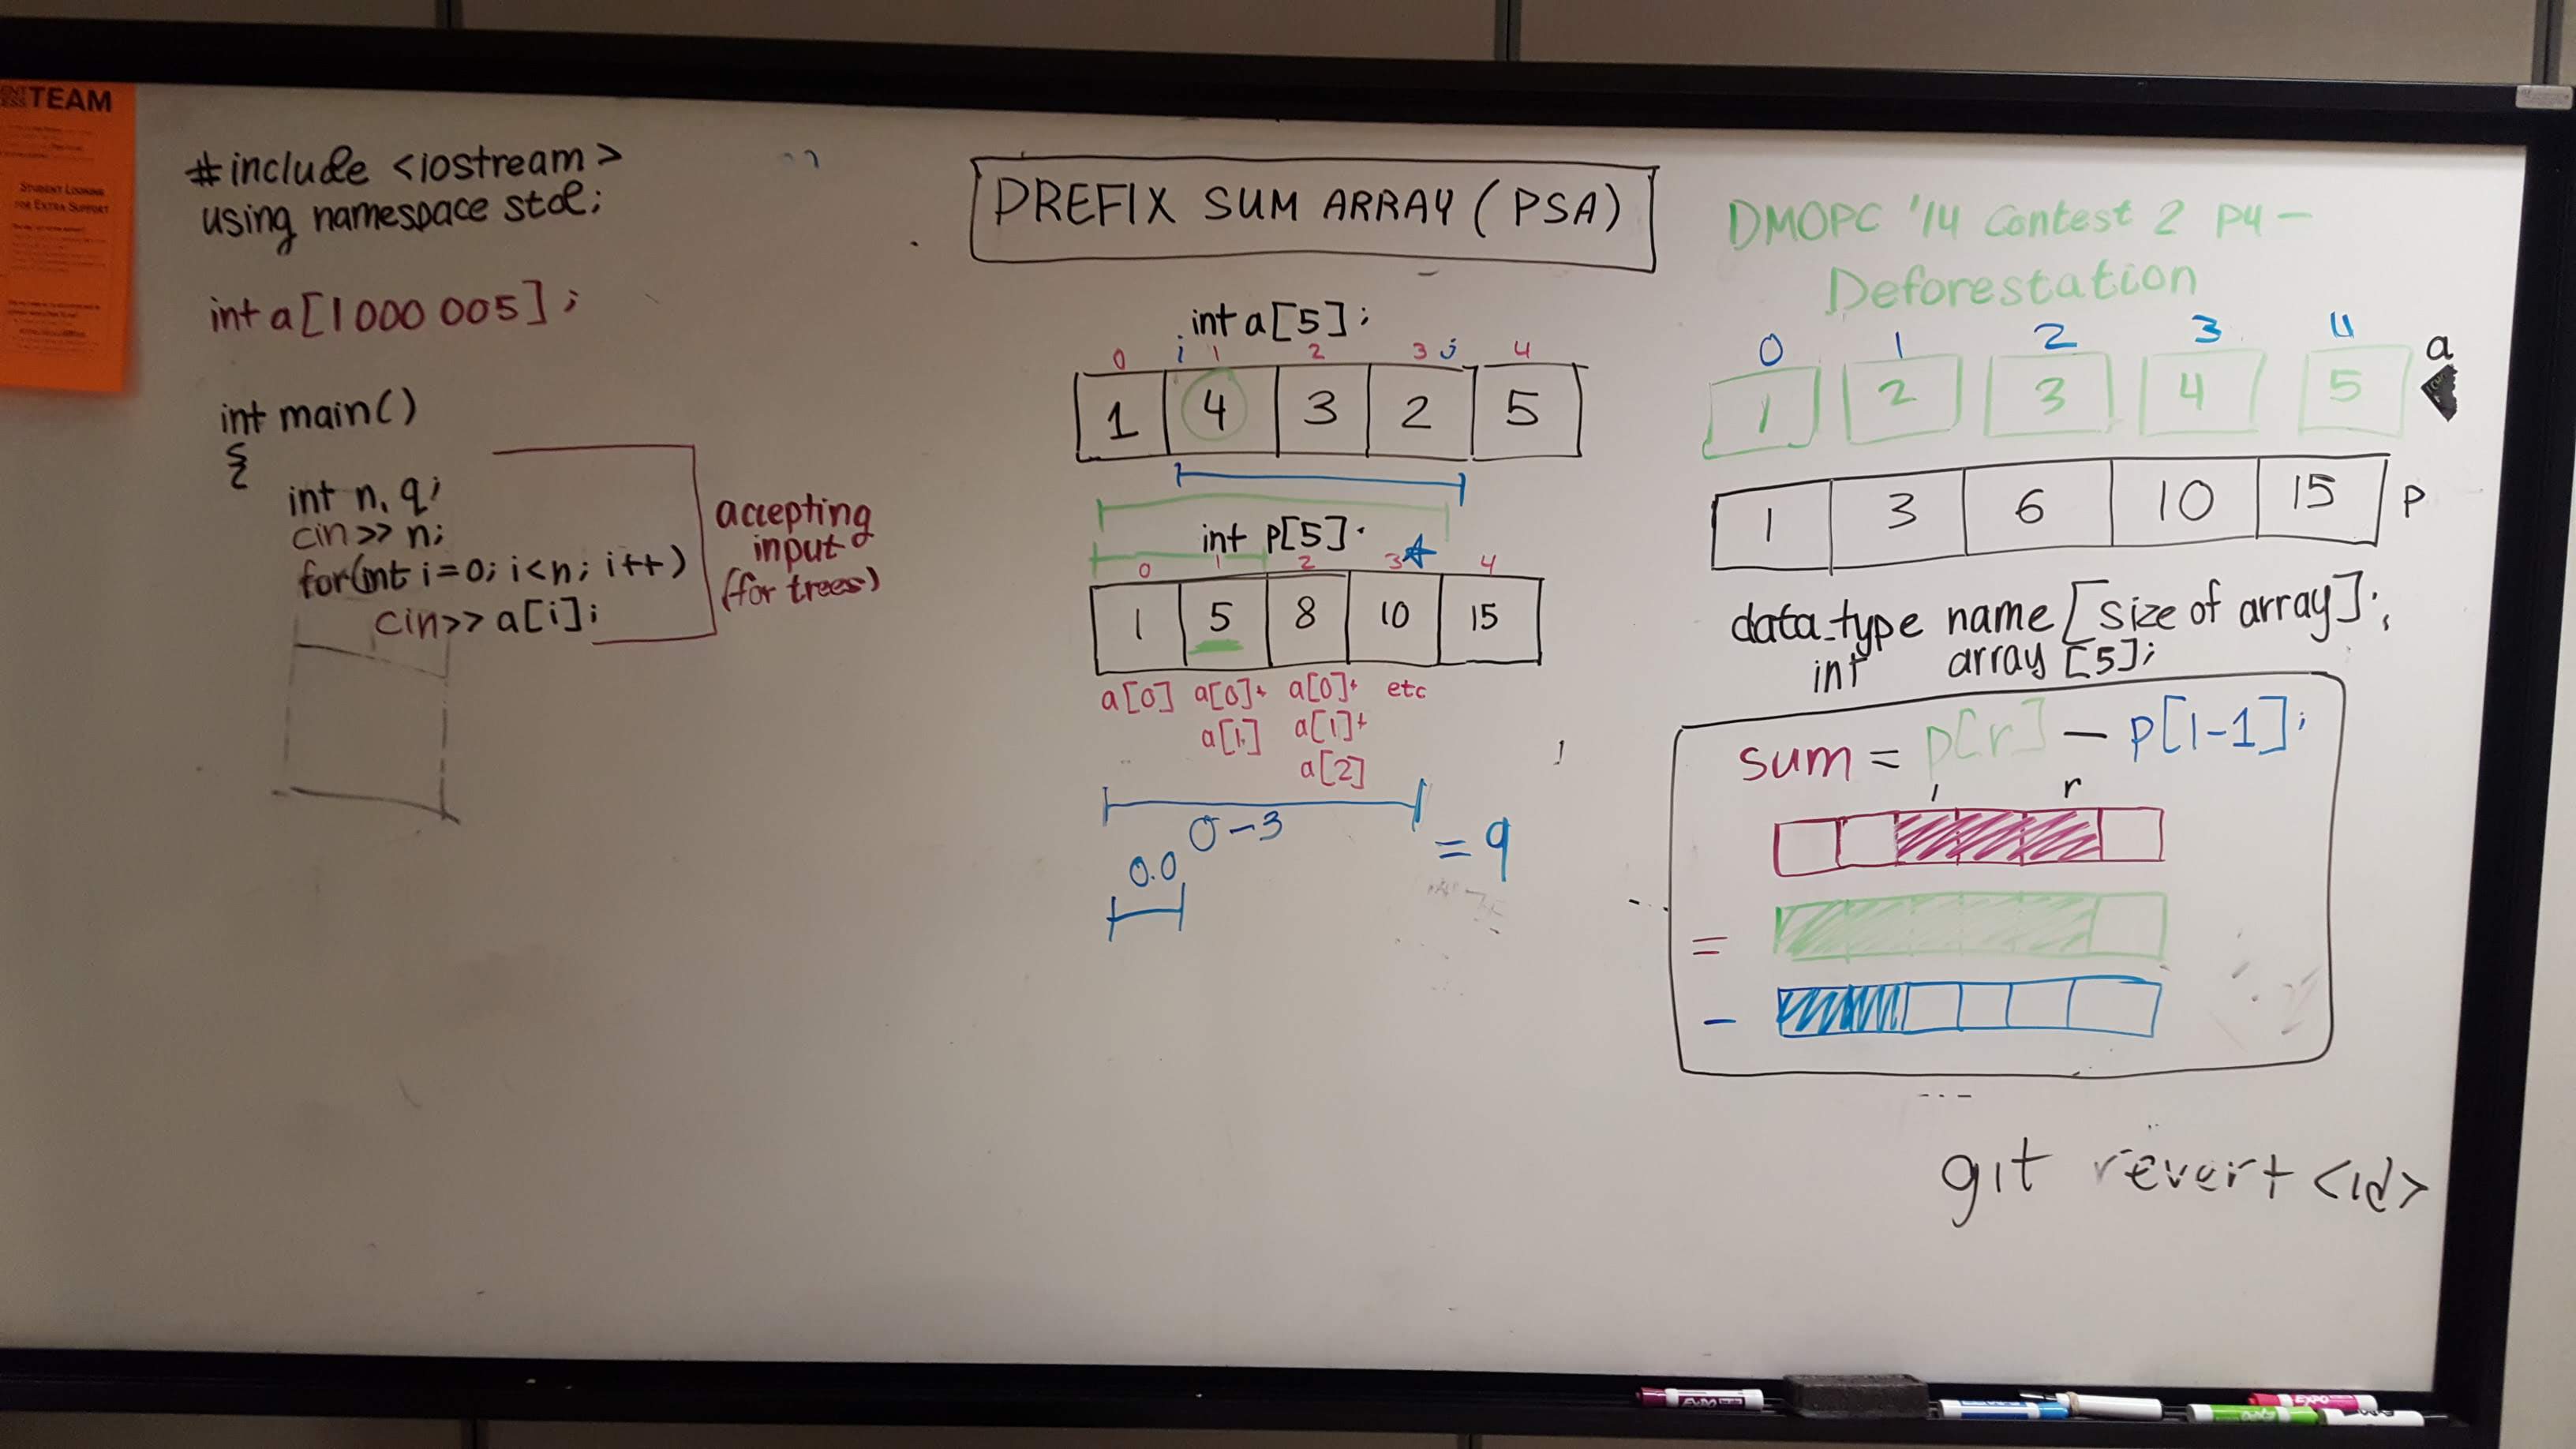 TEAM
STUDENT LOOKING
FOR EXTRA SUPPORT
#include <iostream>
using namespace std;
int a[1000 005];
int main()
{
int n, q;
cin>> n;
for(int i=0; i<n; i++)
cin>> a[i];
accepting
input
(for trees)
PREFIX SUM ARRAY (PSA)
int a[5];
0 i 1 2 3 j 4
1 4 3 2 5
int p[5].
0 1 2 3 4
1 5 8 10 15
a[0] a[0]+ a[0]+ etc
a[1] a[1]+
a[2]
0-3
= 9
0.0
DMOPC '14 Contest 2 P4 -
Deforestation
0 1 2 3 4
a
1 2 3 4 5
1 3 6 10 15 p
data_type name [size of array];
int array [5];
sum = p[r] - p[l-1];
l r
=
-
git revert <id>
EXPO